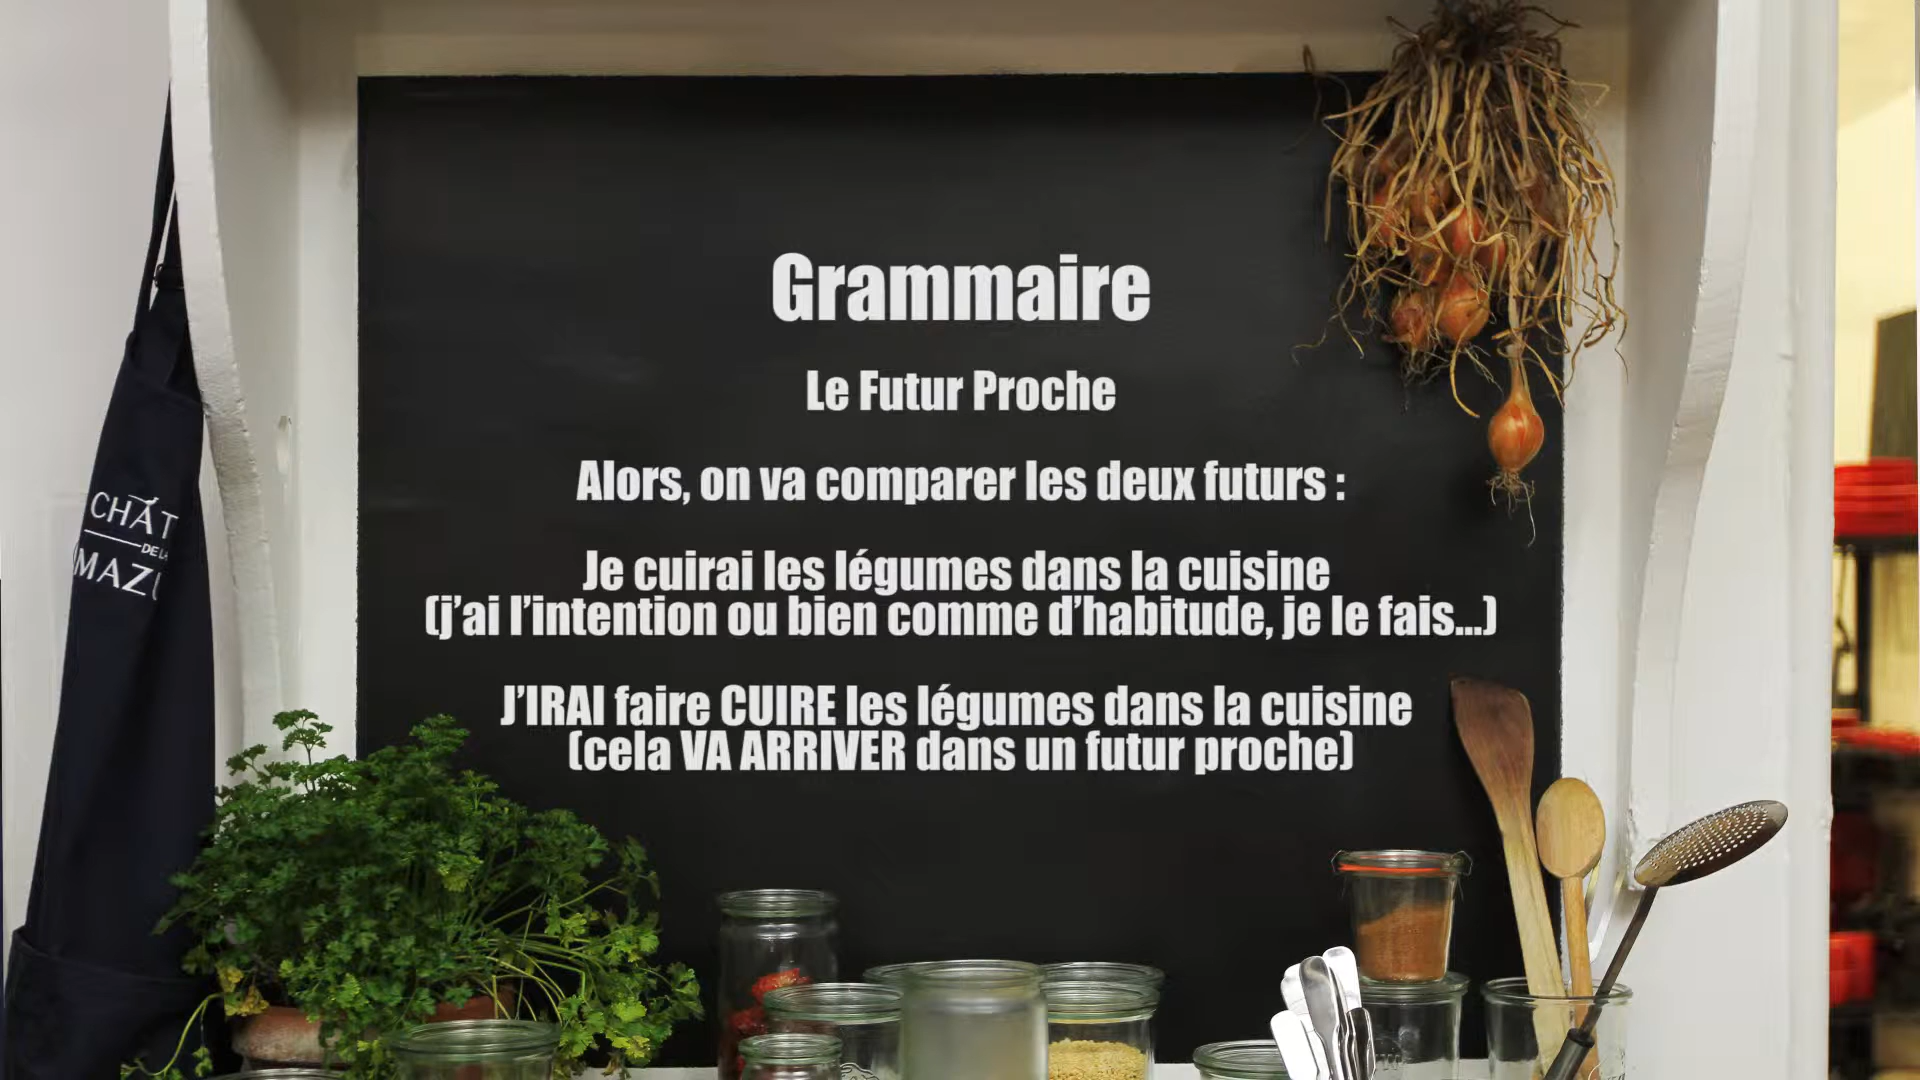 Grammaire
Le Futur Proche
Alors, on va comparer les deux futurs :
Je cuirai les légumes dans la cuisine
(j’ai l’intention ou bien comme d’habitude, je le fais...)
J’IRAI faire CUIRE les légumes dans la cuisine
(cela VA ARRIVER dans un futur proche)
CHÂT
DE LA
MAZU